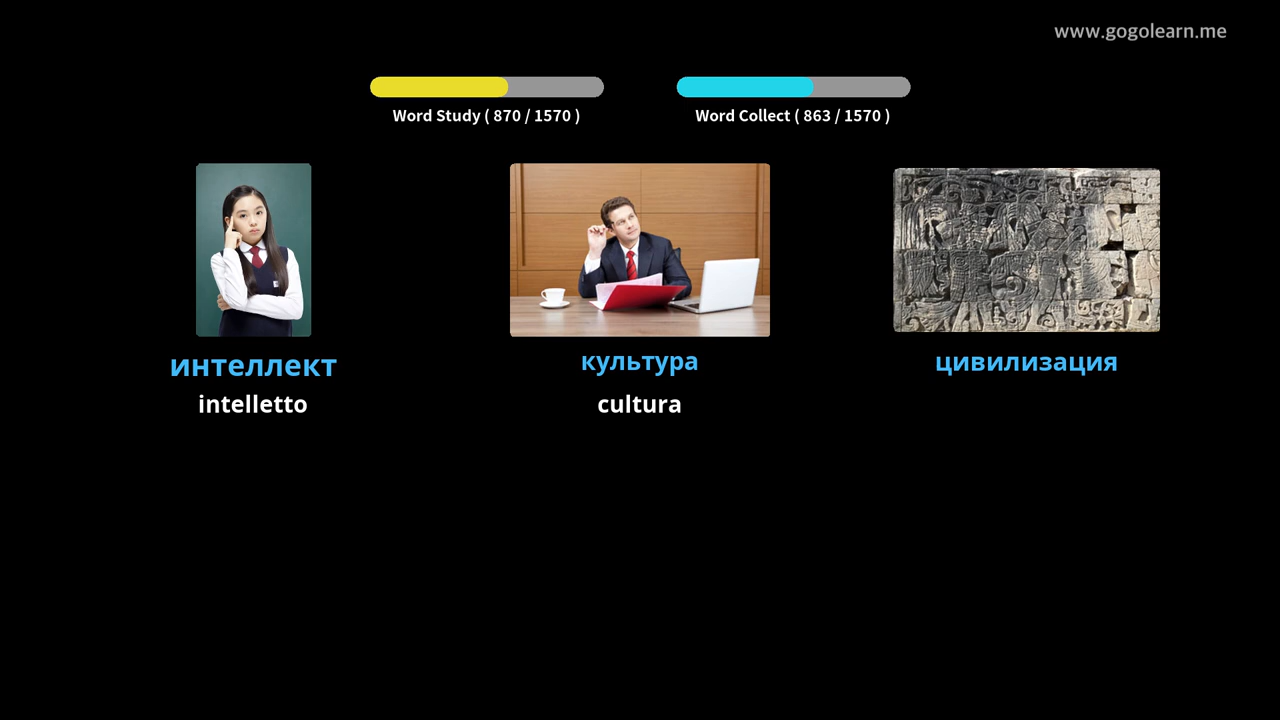 www.gogolearn.me
Word Study ( 870 / 1570 )
Word Collect ( 863 / 1570 )
интеллект
культура
цивилизация
intelletto
cultura